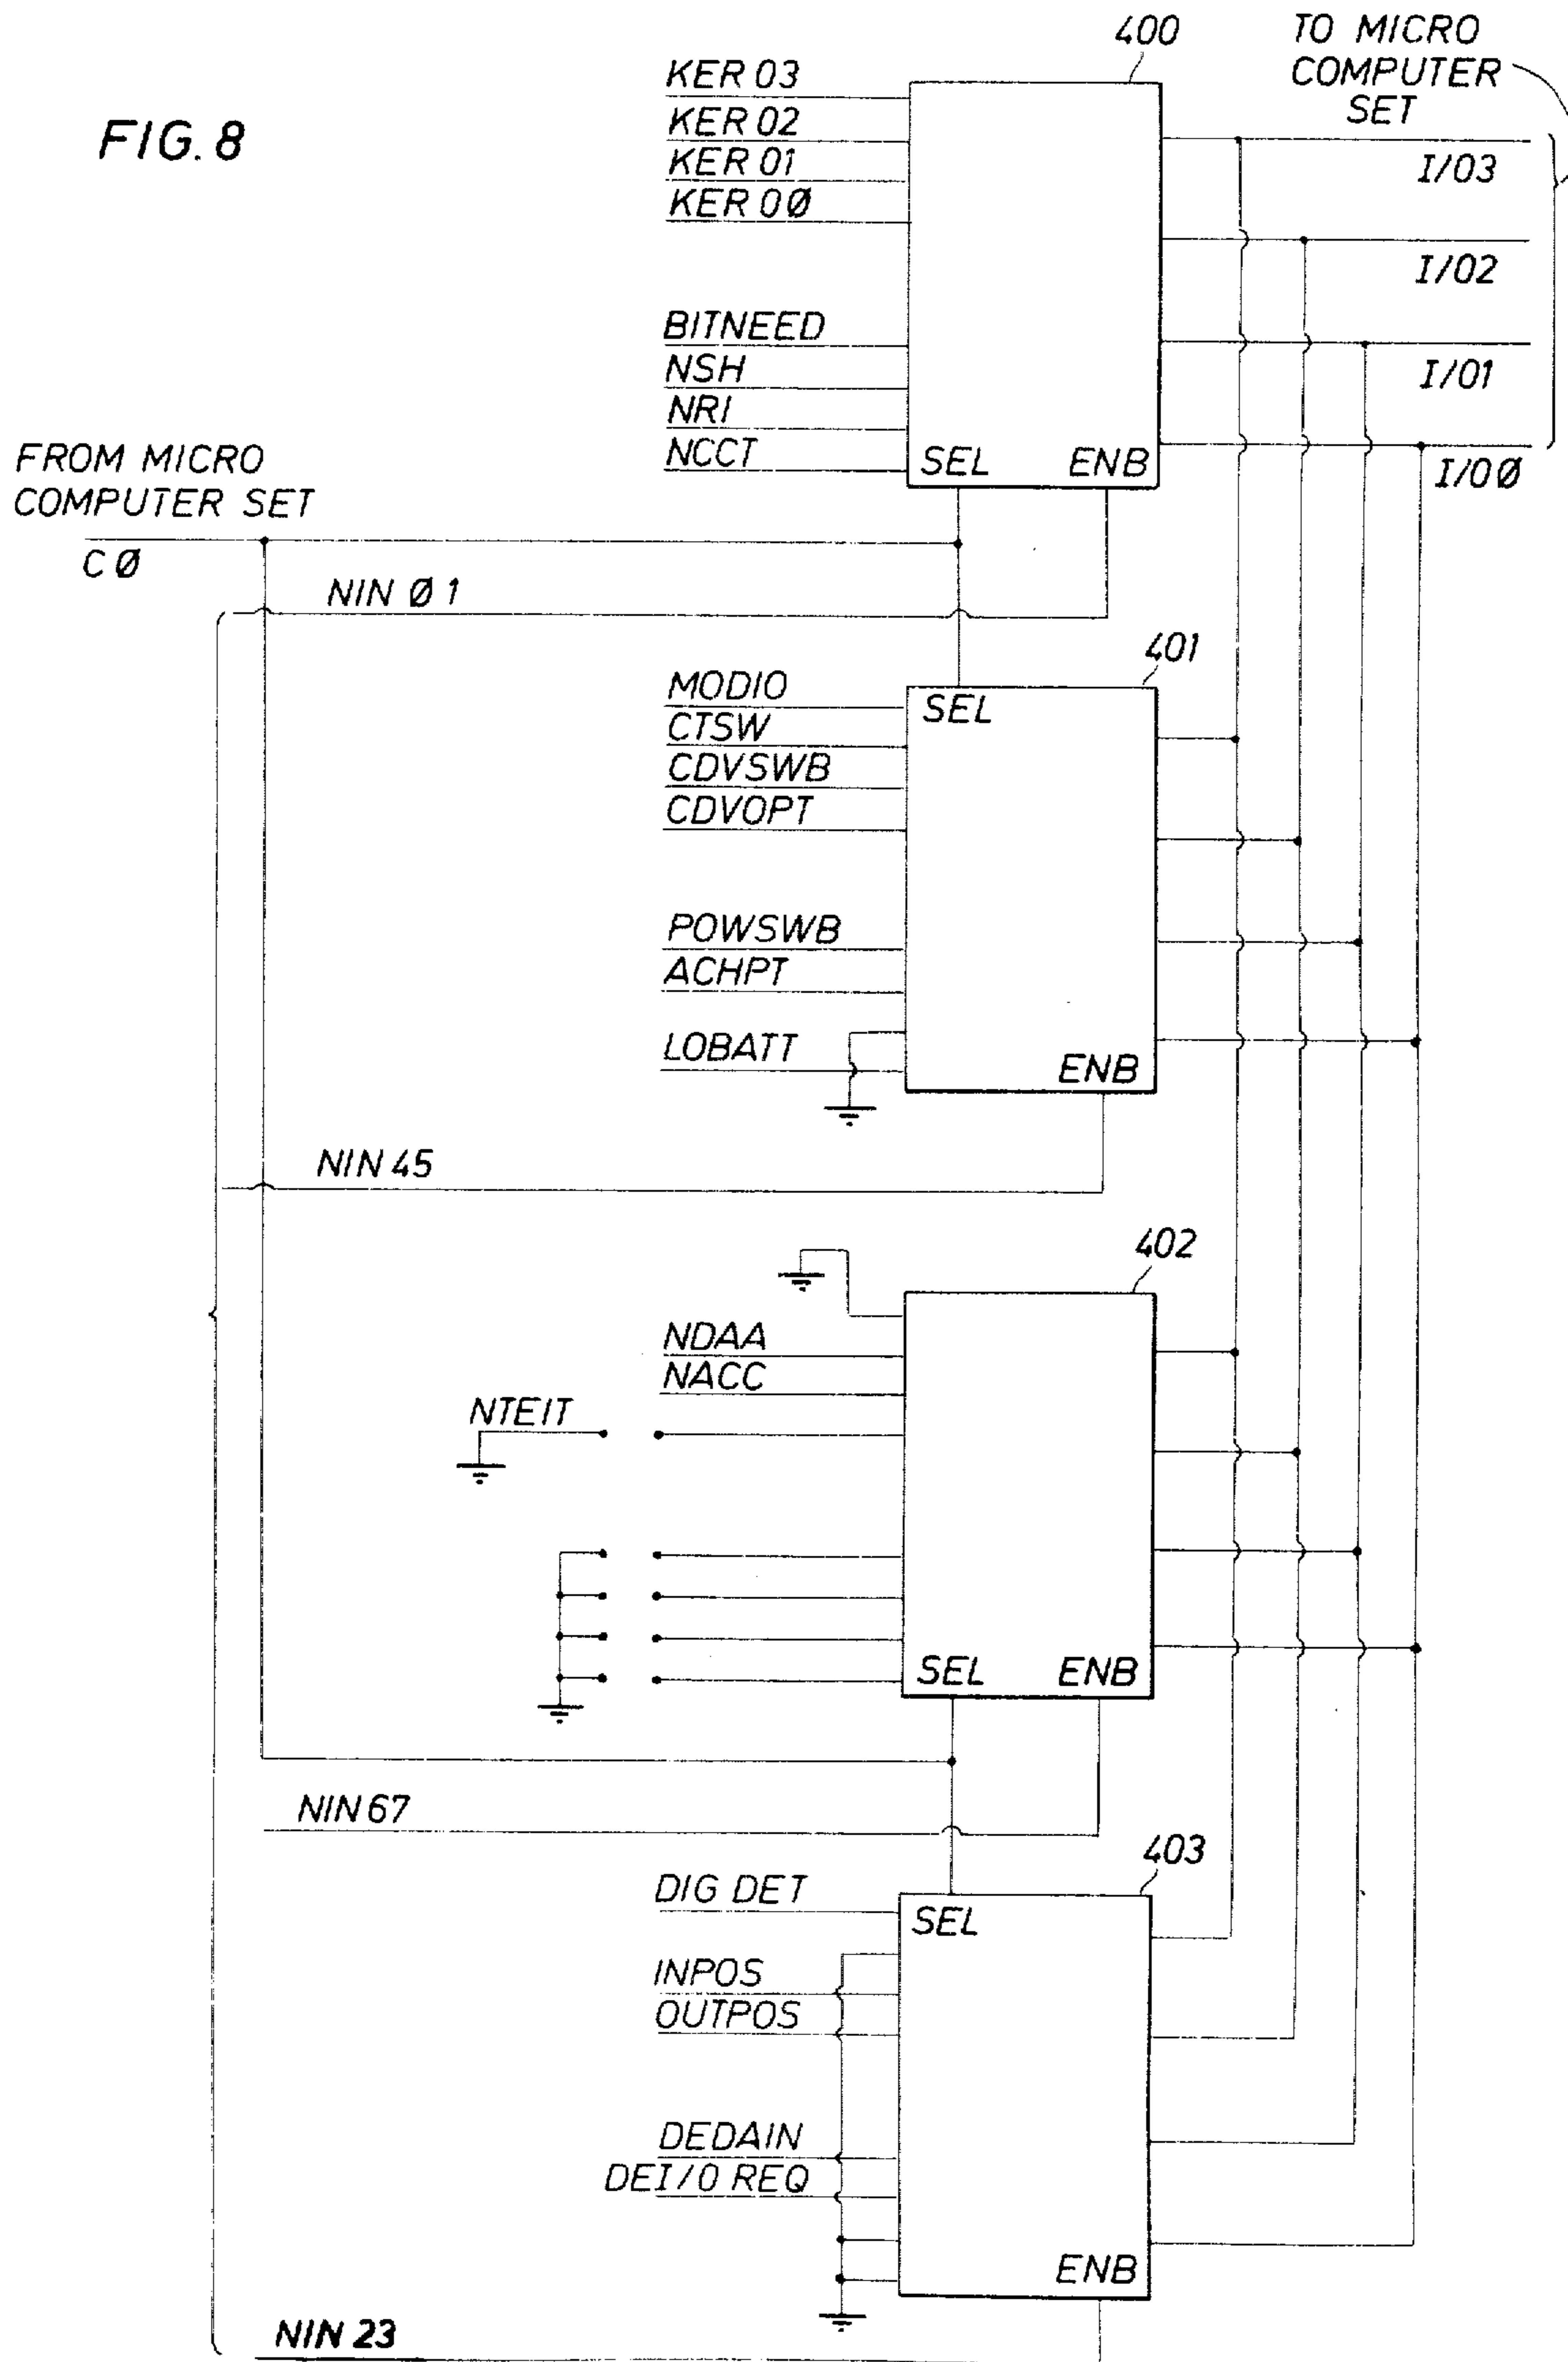 FIG. 8
400
TO MICRO
COMPUTER
SET
KER 03
KER 02
KER 01
KER 0Ø
I/03
I/02
I/01
I/0Ø
BITNEED
NSH
NRI
NCCT
SEL
ENB
FROM MICRO
COMPUTER SET
CØ
NIN Ø1
401
MODIO
CTSW
CDVSWB
CDVOPT
SEL
POWSWB
ACHPT
LOBATT
ENB
NIN 45
402
NDAA
NACC
NTEIT
SEL
ENB
NIN 67
403
DIG DET
SEL
INPOS
OUTPOS
DEDAIN
DEI/O REQ
ENB
NIN 23